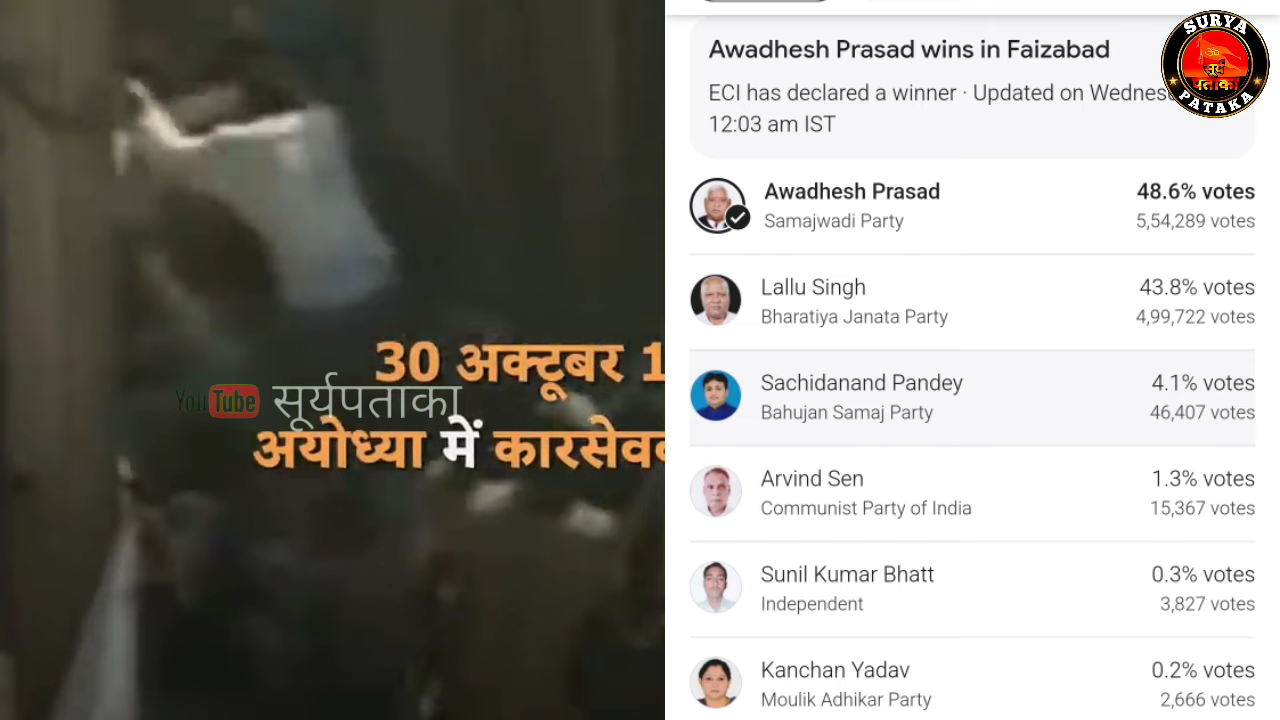 30 अक्टूबर 1
YouTube सूर्यपताका
अयोध्या में कारसेव
SURYA
ॐ
सूर्य
पताका
PATAKA
Awadhesh Prasad wins in Faizabad
ECI has declared a winner · Updated on Wednes
12:03 am IST
Awadhesh Prasad 48.6% votes
Samajwadi Party 5,54,289 votes
Lallu Singh 43.8% votes
Bharatiya Janata Party 4,99,722 votes
Sachidanand Pandey 4.1% votes
Bahujan Samaj Party 46,407 votes
Arvind Sen 1.3% votes
Communist Party of India 15,367 votes
Sunil Kumar Bhatt 0.3% votes
Independent 3,827 votes
Kanchan Yadav 0.2% votes
Moulik Adhikar Party 2,666 votes